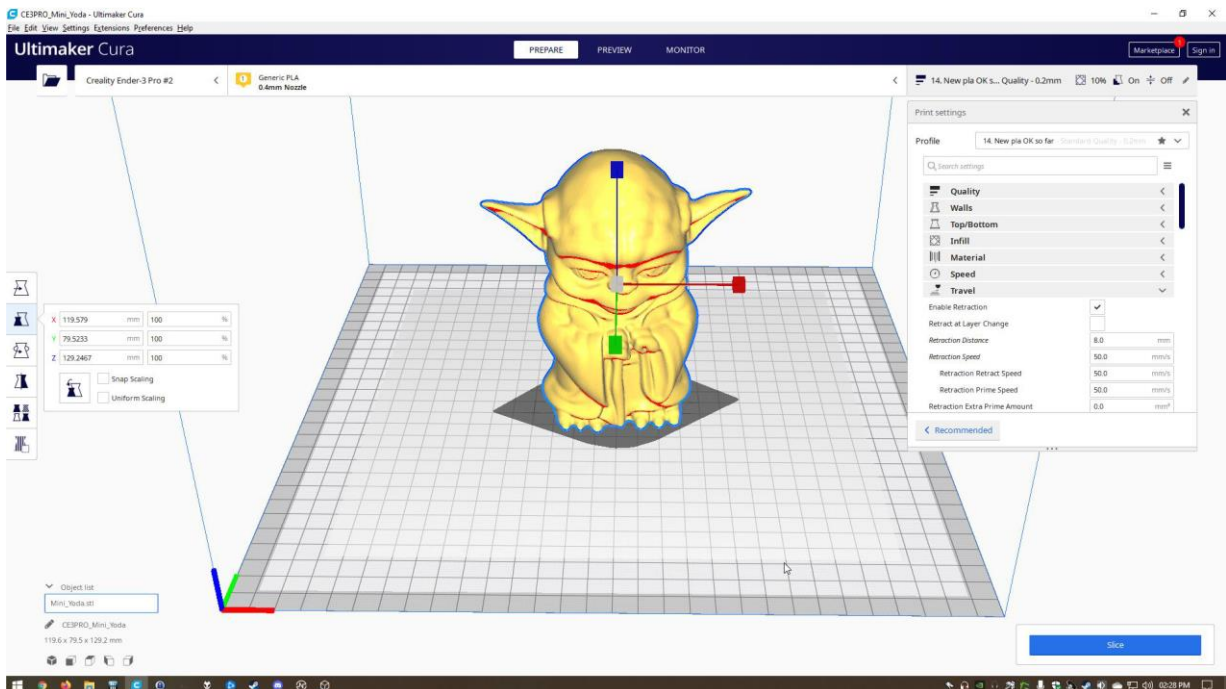 CE3PRO_Mini_Yoda - Ultimaker Cura
File Edit View Settings Extensions Preferences Help
Ultimaker Cura
PREPARE PREVIEW MONITOR
Marketplace 1 Sign in
Creality Ender-3 Pro #2
Generic PLA
0.4mm Nozzle
14. New pla OK s... Quality - 0.2mm 10% On Off
Print settings
Profile 14. New pla OK so far Standard Quality - 0.2mm
Search settings
Quality
Walls
Top/Bottom
Infill
Material
Speed
Travel
Enable Retraction
Retract at Layer Change
Retraction Distance 8.0 mm
Retraction Speed 50.0 mm/s
Retraction Retract Speed 50.0 mm/s
Retraction Prime Speed 50.0 mm/s
Retraction Extra Prime Amount 0.0 mm³
Recommended
X 119.579 mm 100 %
Y 79.5233 mm 100 %
Z 129.2467 mm 100 %
Snap Scaling
Uniform Scaling
Object list
Mini_Yoda.stl
CE3PRO_Mini_Yoda
119.6 x 79.5 x 129.2 mm
Slice
02:28 PM